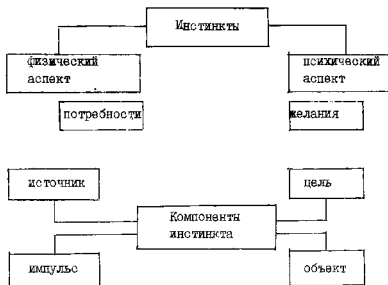 Инстинкты
физический
аспект
психический
аспект
потребности
желания
источник
цель
Компоненты
инстинкта
импульс
объект